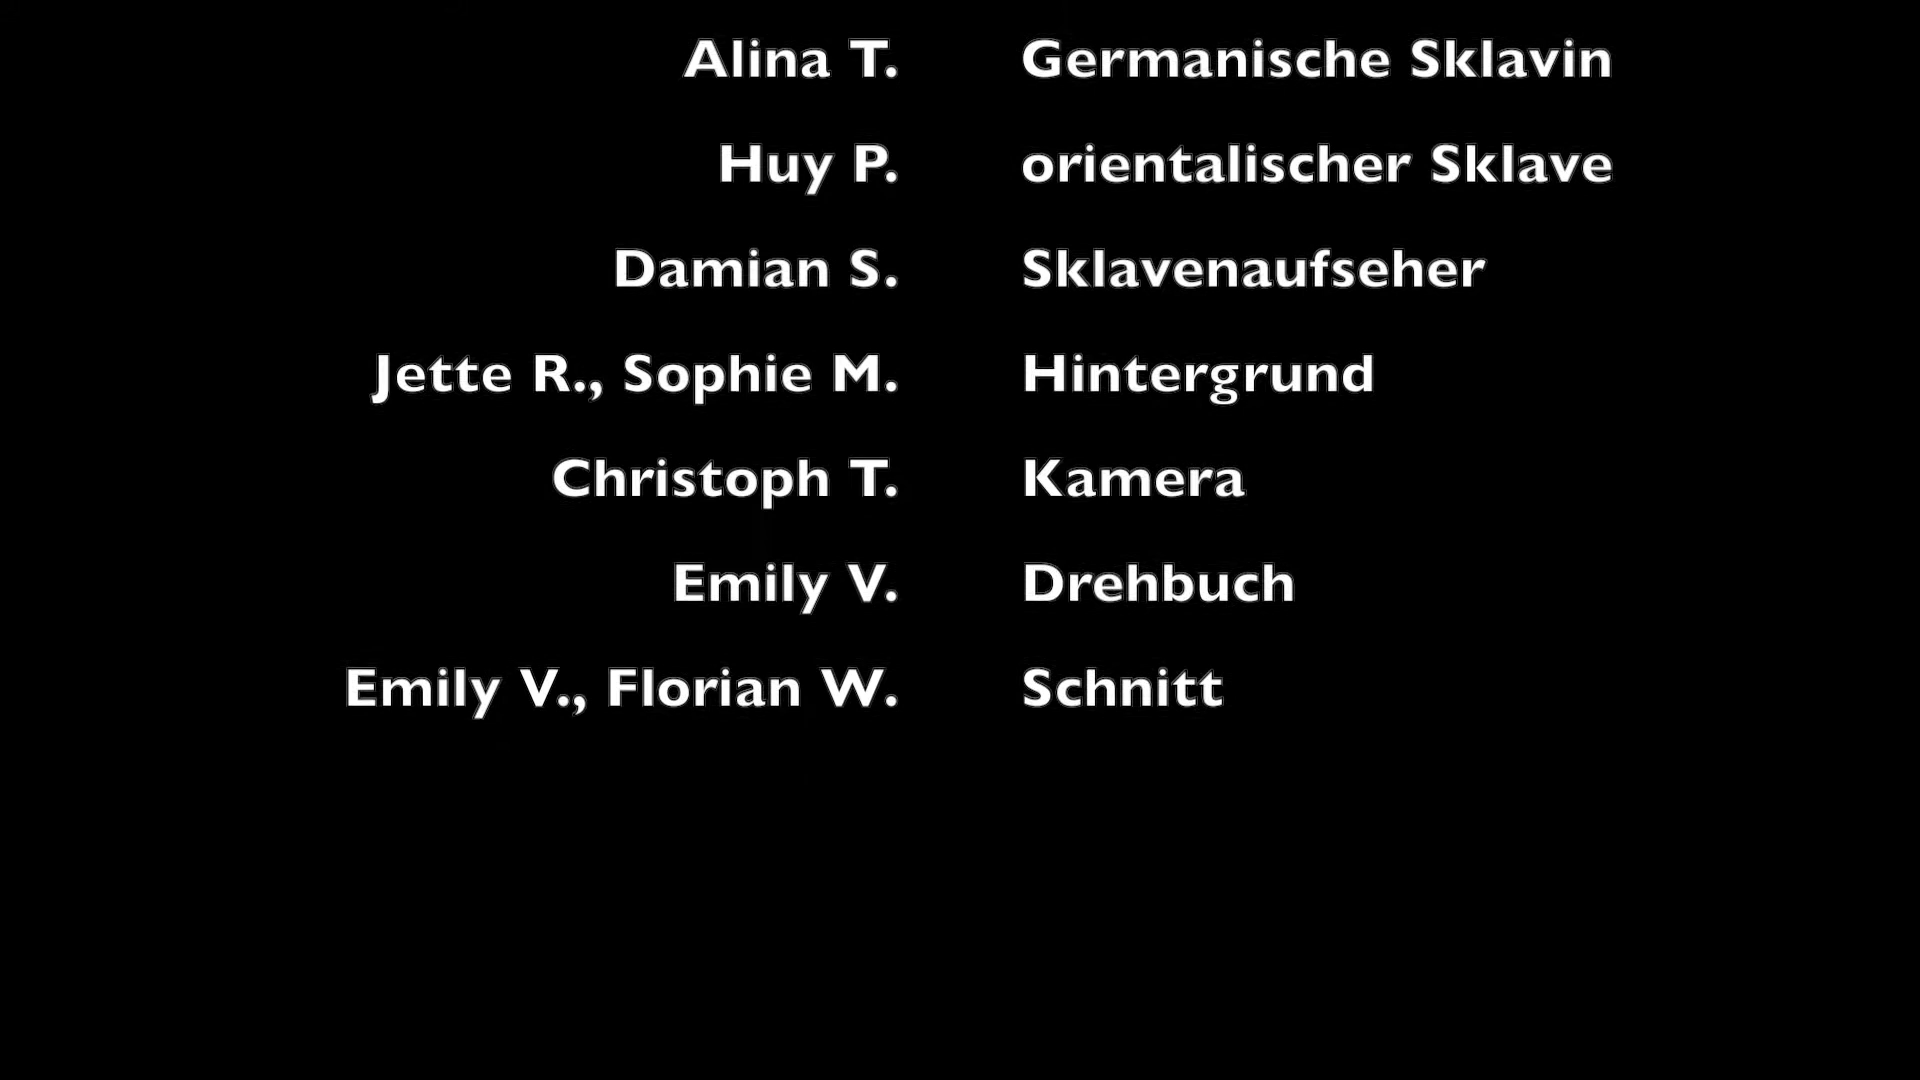 Alina T. Germanische Sklavin
Huy P. orientalischer Sklave
Damian S. Sklavenaufseher
Jette R., Sophie M. Hintergrund
Christoph T. Kamera
Emily V. Drehbuch
Emily V., Florian W. Schnitt